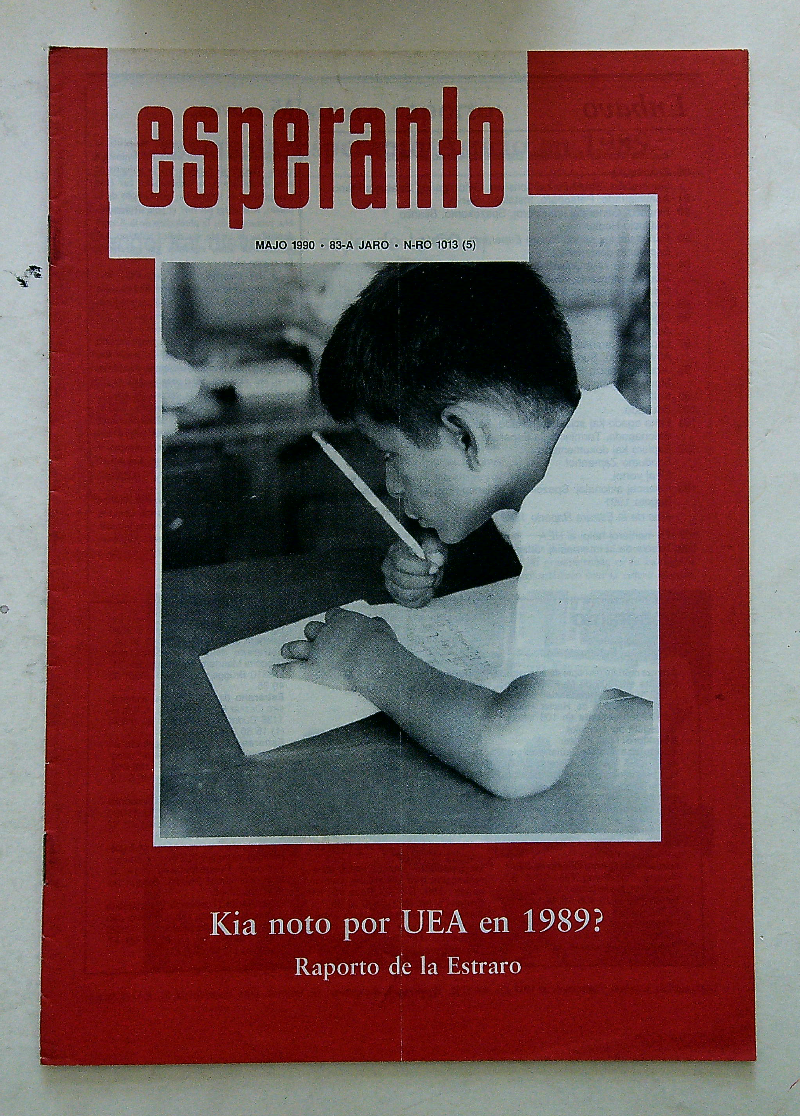 esperanto
MAJO 1990 • 83-A JARO • N-RO 1013 (5)
Kia noto por UEA en 1989?
Raporto de la Estraro